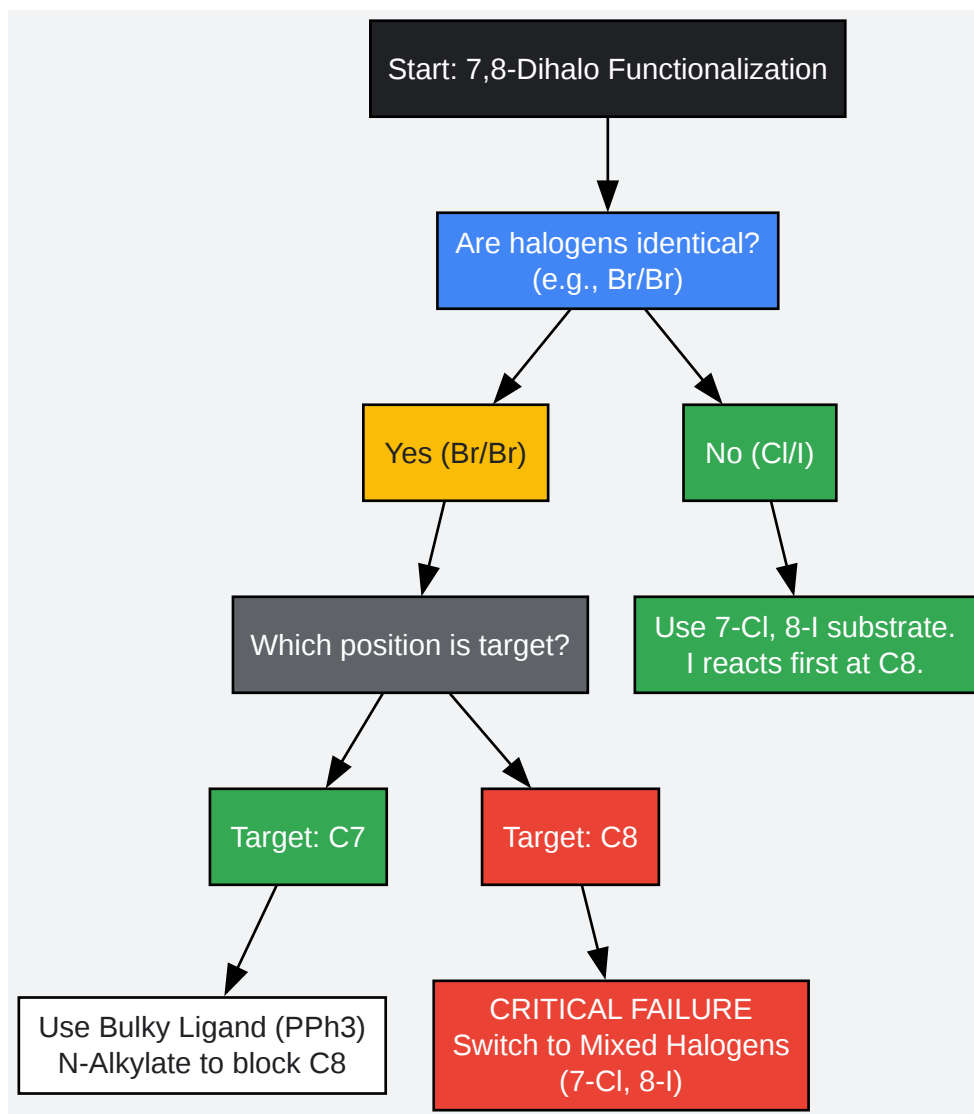 Start: 7,8-Dihalo Functionalization
Are halogens identical?
(e.g., Br/Br)
Yes (Br/Br)
No (Cl/I)
Which position is target?
Use 7-Cl, 8-I substrate.
I reacts first at C8.
Target: C7
Target: C8
Use Bulky Ligand (PPh3)
N-Alkylate to block C8
CRITICAL FAILURE
Switch to Mixed Halogens
(7-Cl, 8-I)